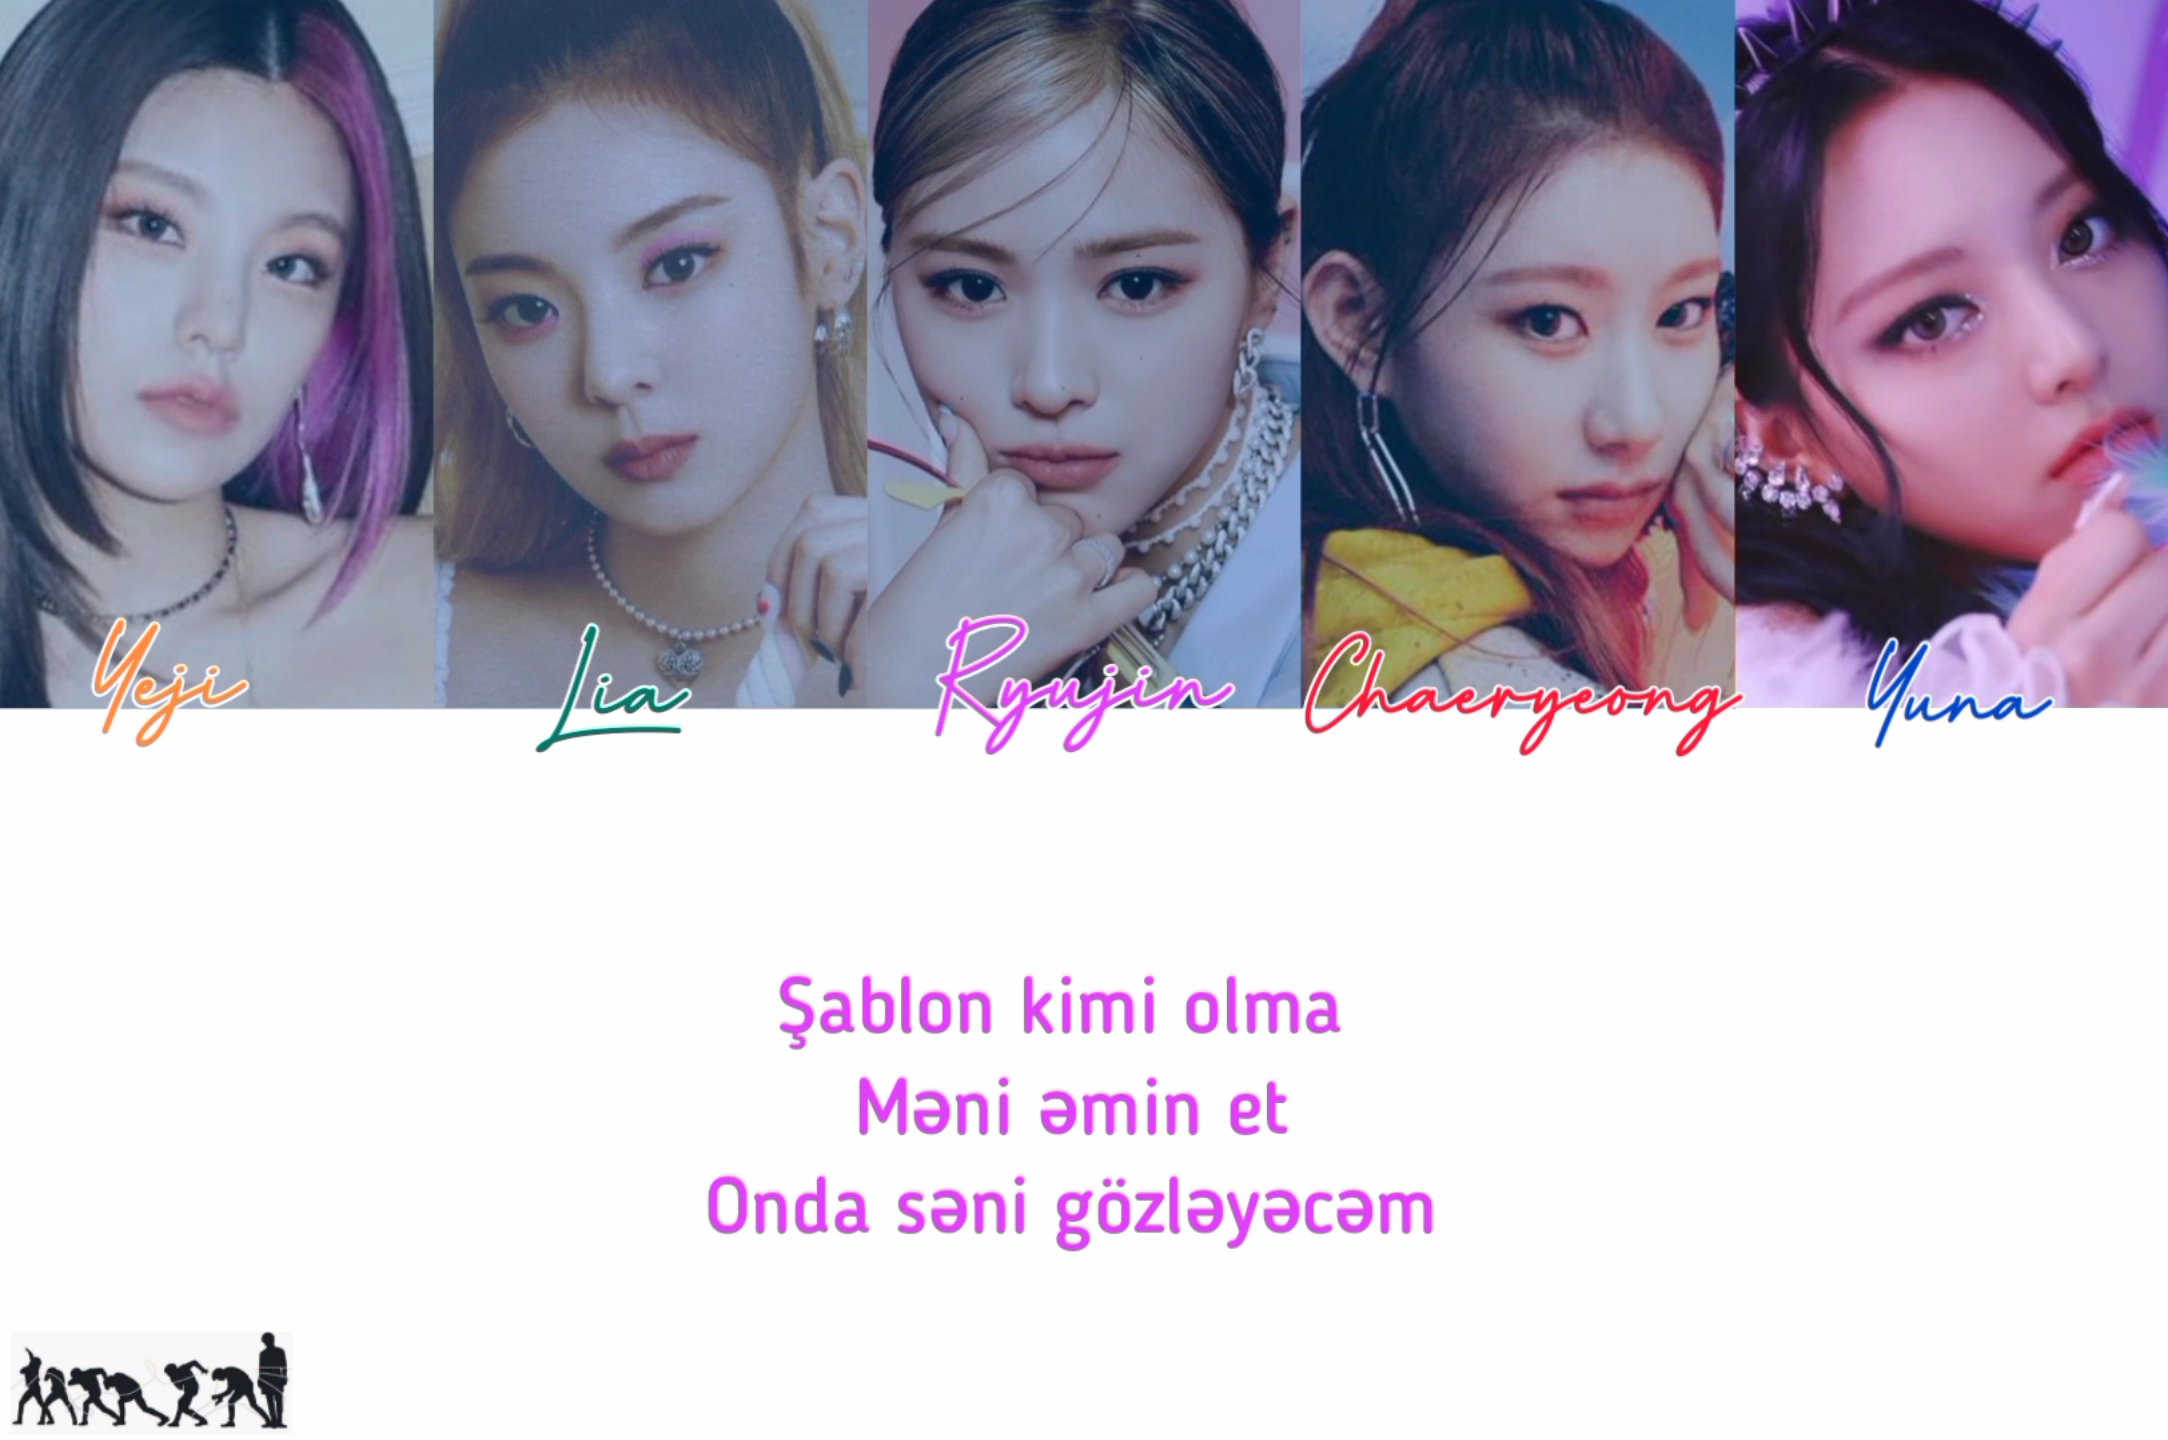 Yeji
Lia
Ryujin
Chaeryeong
Yuna
Şablon kimi olma
Məni əmin et
Onda səni gözləyəcəm